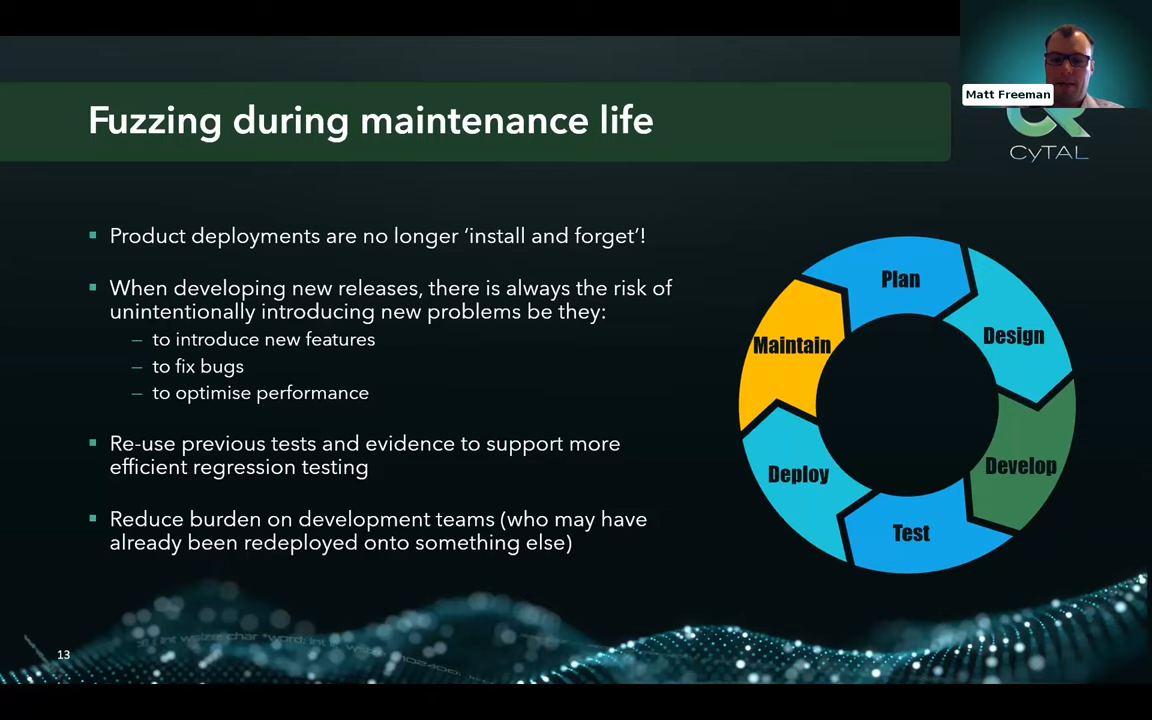 Matt Freeman
CyTAL
Fuzzing during maintenance life
▪ Product deployments are no longer ‘install and forget’!
▪ When developing new releases, there is always the risk of
unintentionally introducing new problems be they:
– to introduce new features
– to fix bugs
– to optimise performance
▪ Re-use previous tests and evidence to support more
efficient regression testing
▪ Reduce burden on development teams (who may have
already been redeployed onto something else)
Plan
Design
Develop
Test
Deploy
Maintain
13